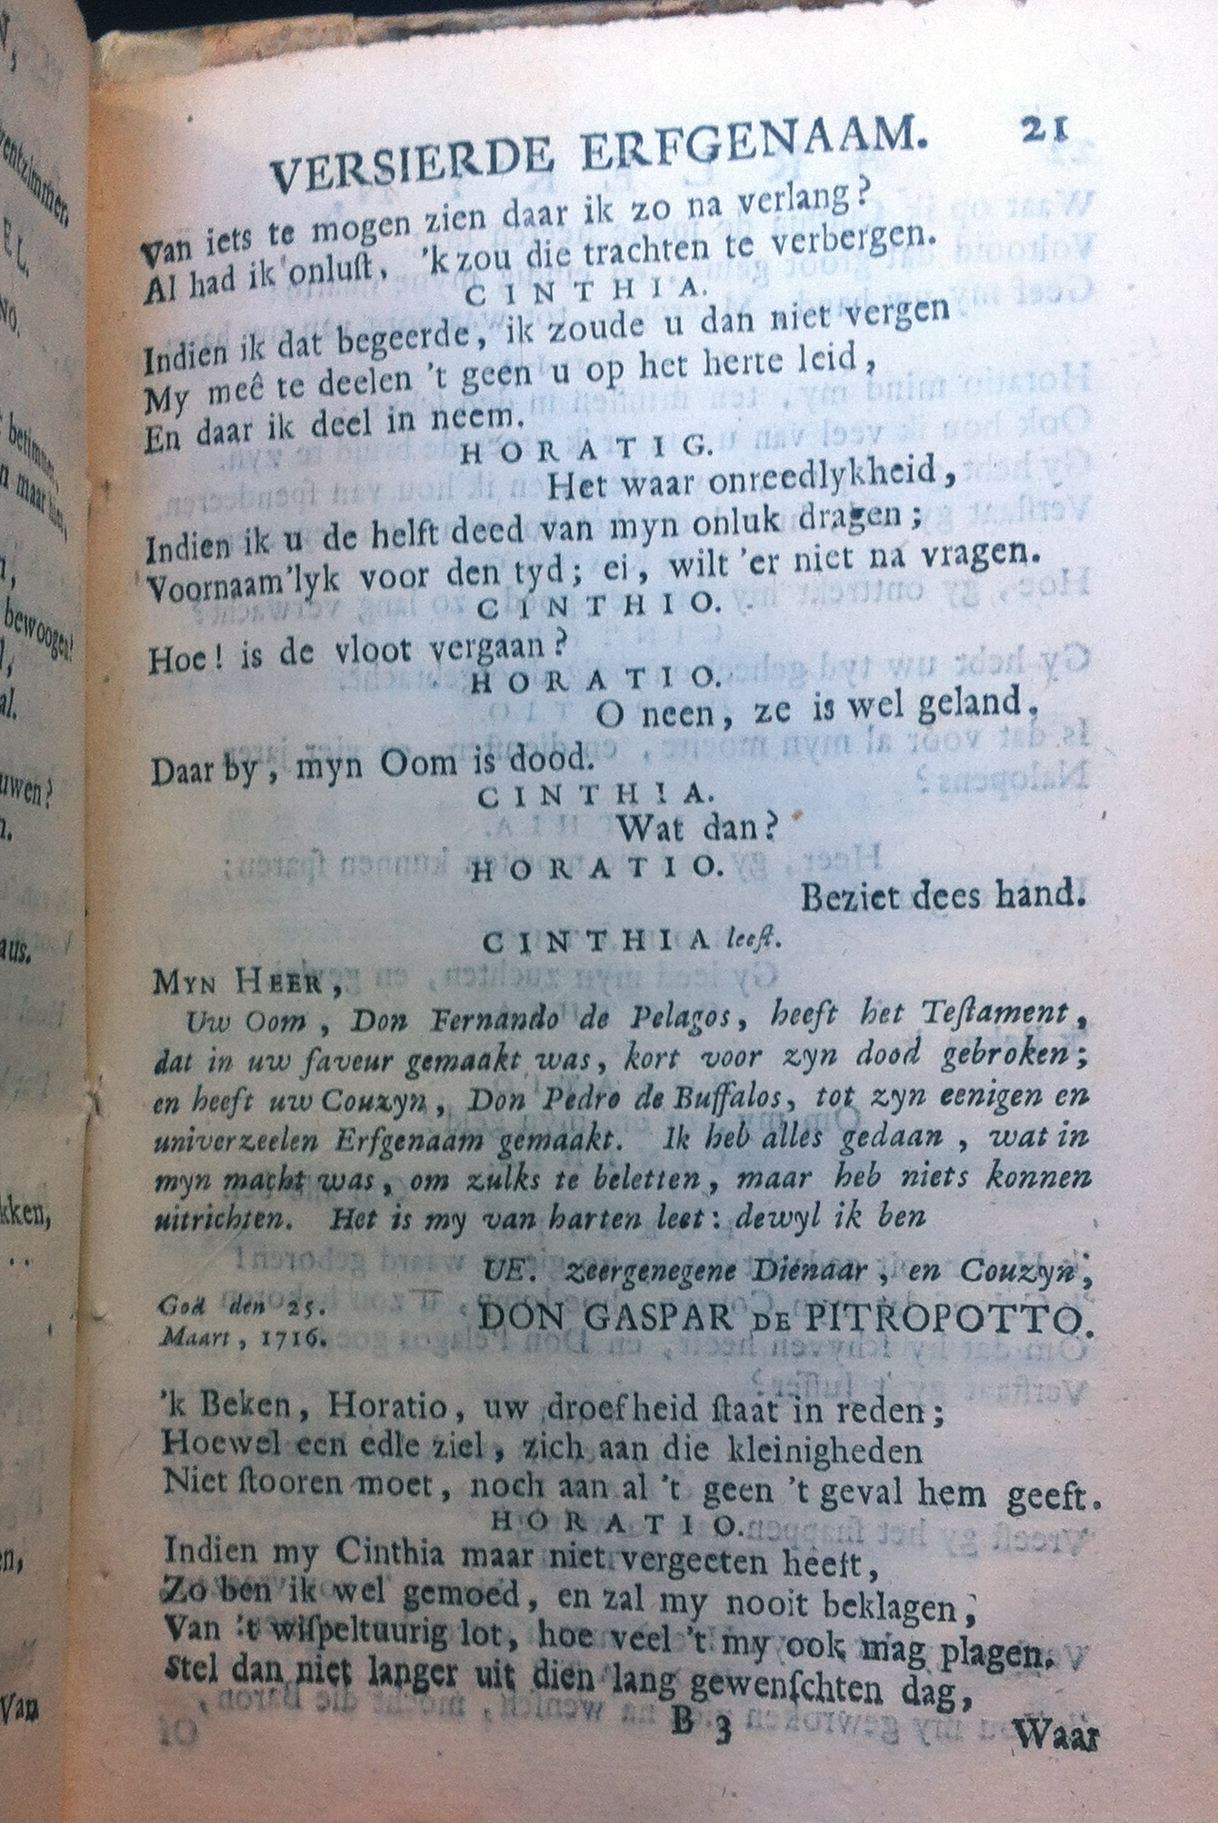 VERSIERDE ERFGENAAM. 21
Van iets te mogen zien daar ik zo na verlang?
Al had ik onluſt, 'k zou die trachten te verbergen.
CINTHIA.
Indien ik dat begeerde, ik zoude u dan niet vergen
My meê te deelen 't geen u op het herte leid,
En daar ik deel in neem.
HORATIG.
Het waar onreedlykheid,
Indien ik u de helft deed van myn onluk dragen;
Voornaam'lyk voor den tyd; ei, wilt 'er niet na vragen.
CINTHIO.
Hoe! is de vloot vergaan?
HORATIO.
O neen, ze is wel geland.
Daar by, myn Oom is dood.
CINTHIA.
Wat dan?
HORATIO.
Beziet dees hand.
CINTHIA leeſt.
MYN HEER,
Uw Oom, Don Fernando de Pelagos, heeft het Teſtament,
dat in uw faveur gemaakt was, kort voor zyn dood gebroken;
en heeft uw Couzyn, Don Pedro de Buffalos, tot zyn eenigen en
univerzeelen Erfgenaam gemaakt. Ik heb alles gedaan, wat in
myn macht was, om zulks te beletten, maar heb niets konnen
uitrichten. Het is my van harten leet: dewyl ik ben
UE. zeergenegene Dienaar, en Couzyn,
God den 25. DON GASPAR DE PITROPOTTO.
Maart, 1716.
'k Beken, Horatio, uw droefheid ſtaat in reden;
Hoewel een edle ziel, zich aan die kleinigheden
Niet ſtooren moet, noch aan al 't geen 't geval hem geeft.
HORATIO.
Indien my Cinthia maar niet vergeeten heeft,
Zo ben ik wel gemoed, en zal my nooit beklagen,
Van 't wiſpeltuurig lot, hoe veel 't my ook mag plagen.
Stel dan niet langer uit dien lang gewenſchten dag,
B 3 Waar